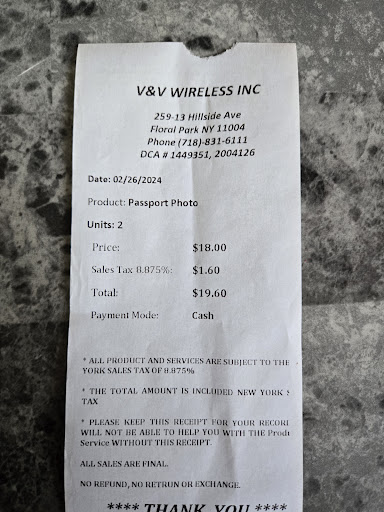 V&V WIRELESS INC
259-13 Hillside Ave
Floral Park NY 11004
Phone (718)-831-6111
DCA # 1449351, 2004126
Date: 02/26/2024
Product: Passport Photo
Units: 2
Price: $18.00
Sales Tax 8.875%: $1.60
Total: $19.60
Payment Mode: Cash
* ALL PRODUCT AND SERVICES ARE SUBJECT TO THE
YORK SALES TAX OF 8.875%
* THE TOTAL AMOUNT IS INCLUDED NEW YORK
TAX
* PLEASE KEEP THIS RECEIPT FOR YOUR RECORI
WILL NOT BE ABLE TO HELP YOU WITH THE Produ
Service WITHOUT THIS RECEIPT.
ALL SALES ARE FINAL.
NO REFUND, NO RETRUN OR EXCHANGE.
**** THANK YOU ****